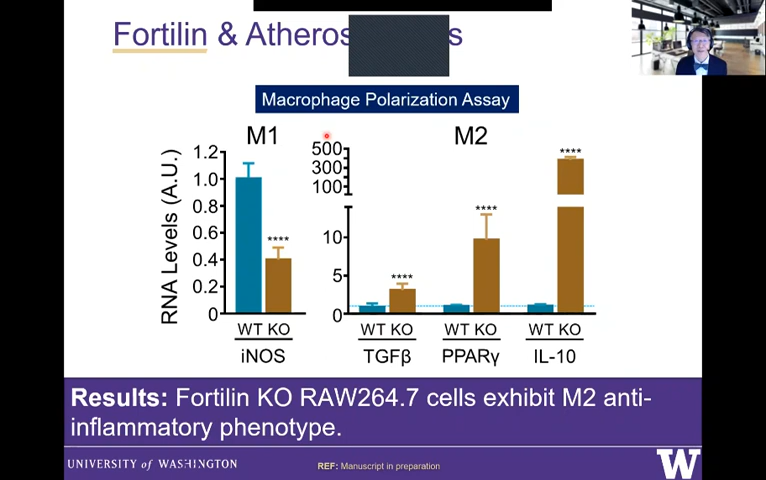 Fortilin & Atheros s
Macrophage Polarization Assay
M1
M2
RNA Levels (A.U.)
1.2
1.0
0.8
0.6
0.4
0.2
0
500
300
100
10
5
0
****
****
****
****
WT KO
WT KO
WT KO
WT KO
iNOS
TGFβ
PPARγ
IL-10
Results: Fortilin KO RAW264.7 cells exhibit M2 anti-
inflammatory phenotype.
UNIVERSITY of WASHINGTON
REF: Manuscript in preparation
W